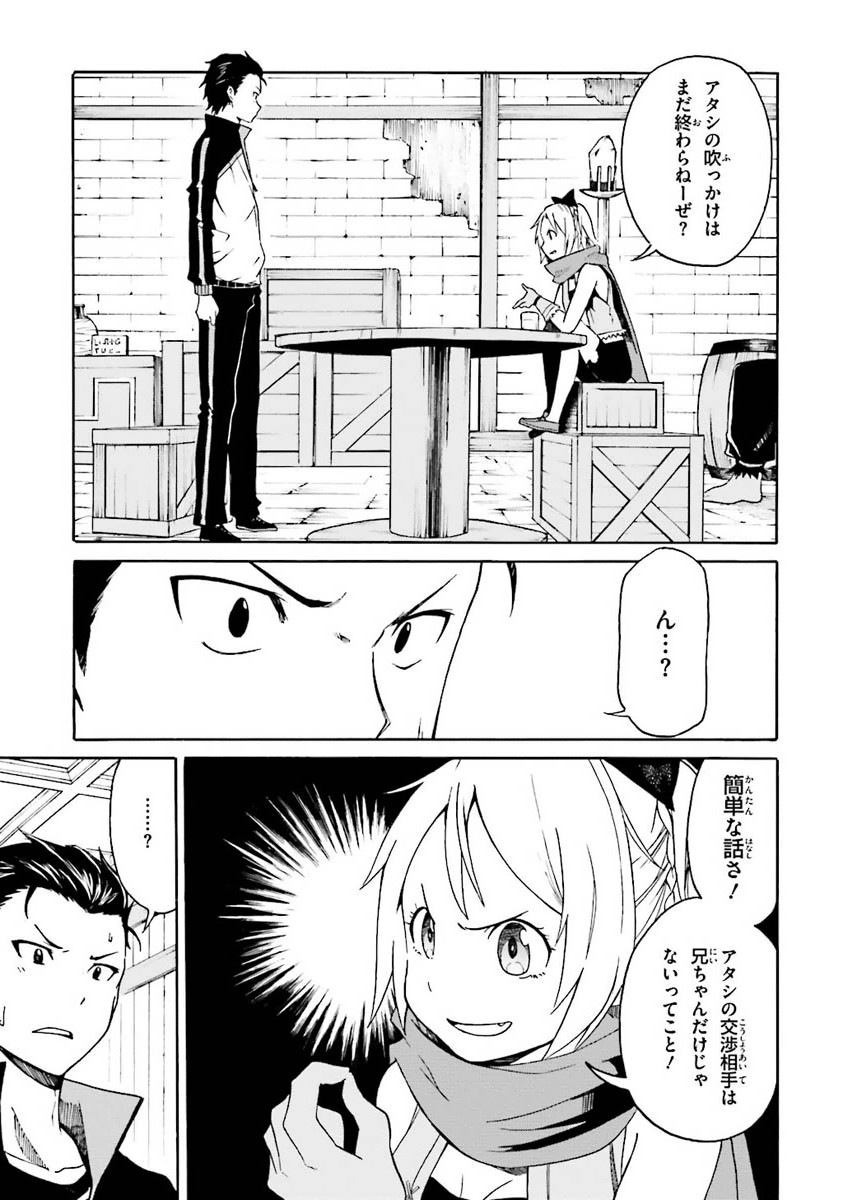 アタシの吹っかけは
まだ終わらねーぜ?
ん…?
簡単な話さ!
アタシの交渉相手は
兄ちゃんだけじゃ
ないってこと!
……?